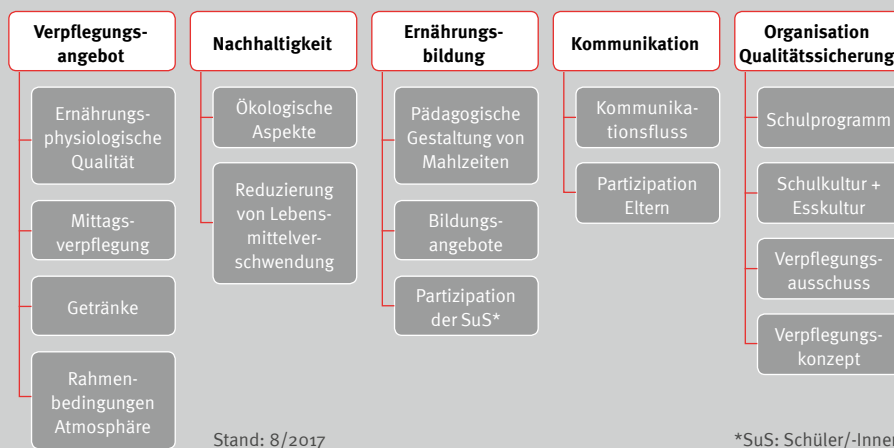 Verpflegungs-
angebot
Ernährungs-
physiologische
Qualität
Mittags-
verpflegung
Getränke
Rahmen-
bedingungen
Atmosphäre
Nachhaltigkeit
Ökologische
Aspekte
Reduzierung
von Lebens-
mittelver-
schwendung
Ernährungs-
bildung
Pädagogische
Gestaltung von
Mahlzeiten
Bildungs-
angebote
Partizipation
der SuS*
Kommunikation
Kommunika-
tionsfluss
Partizipation
Eltern
Organisation
Qualitätssicherung
Schulprogramm
Schulkultur +
Esskultur
Verpflegungs-
ausschuss
Verpflegungs-
konzept
Stand: 8/2017
*SuS: Schüler/-Innen